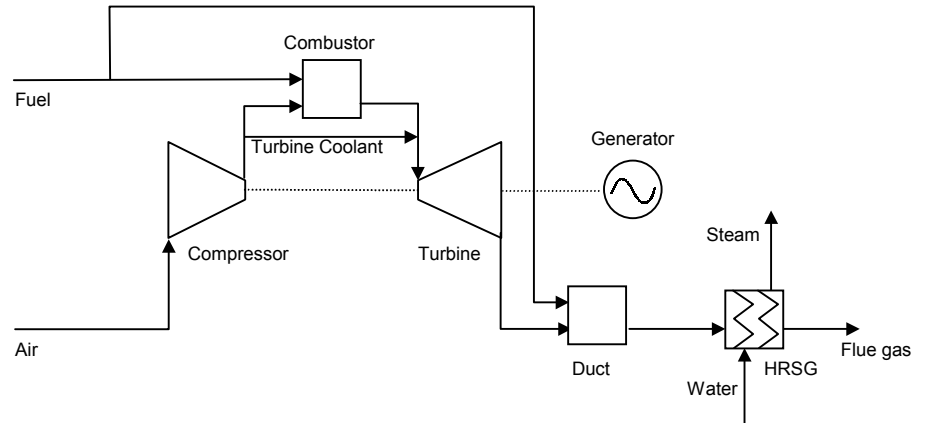 Combustor
Fuel
Generator
Turbine Coolant
Steam
Compressor
Turbine
Air
Flue gas
Duct
HRSG
Water